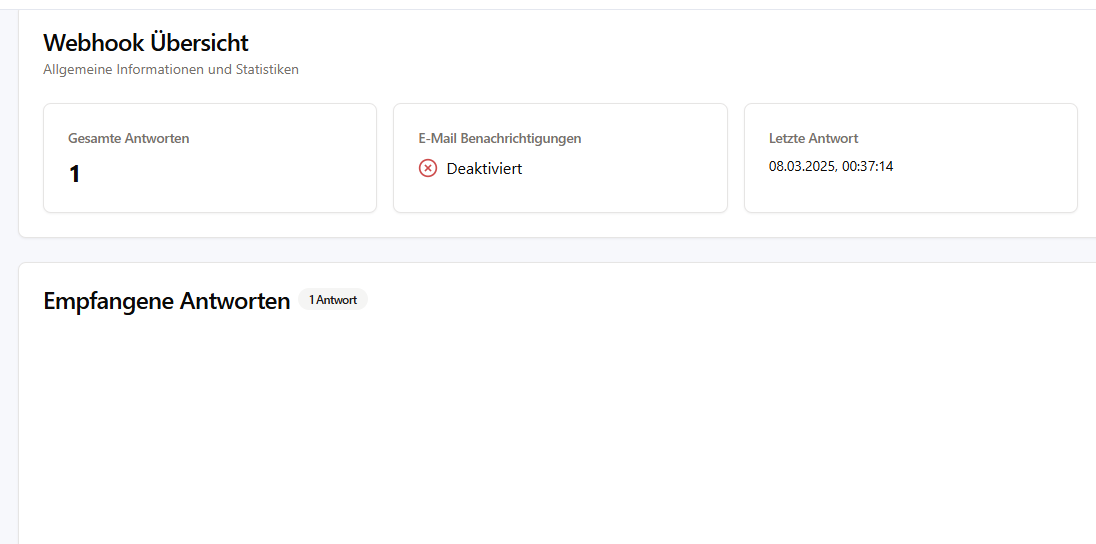 Webhook Übersicht
Allgemeine Informationen und Statistiken
Gesamte Antworten
1
E-Mail Benachrichtigungen
Deaktiviert
Letzte Antwort
08.03.2025, 00:37:14
Empfangene Antworten
1 Antwort